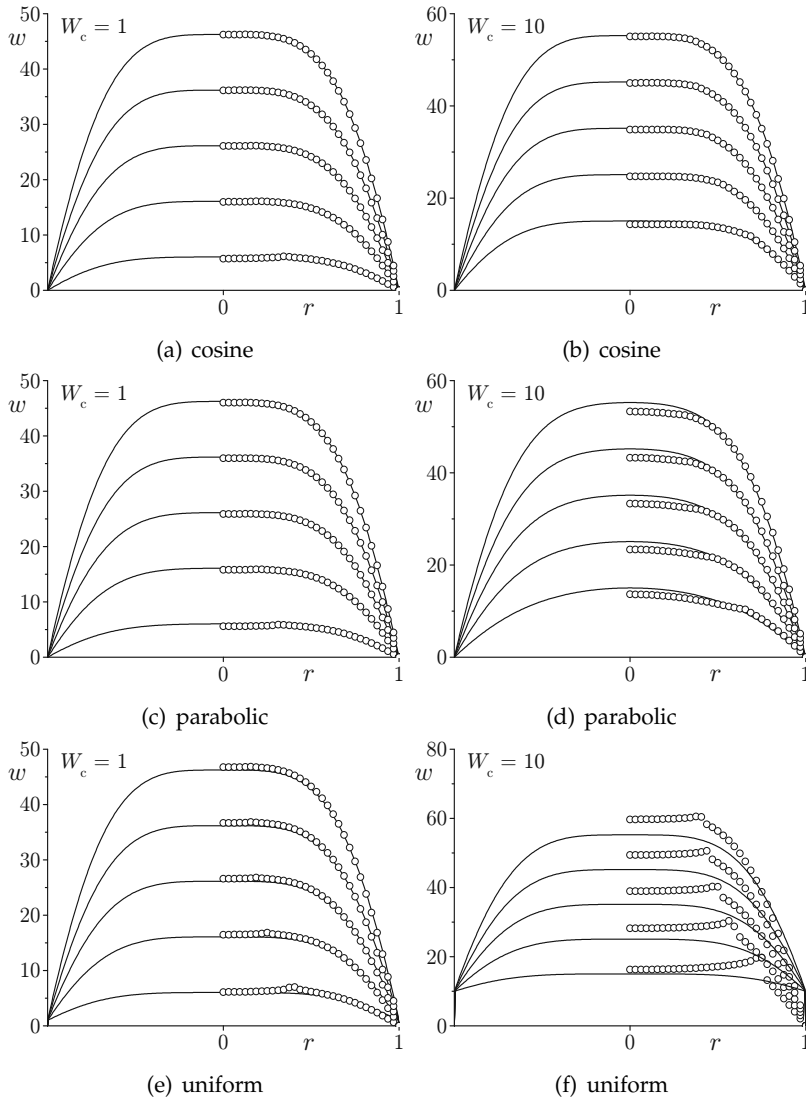 50
w
W_c = 1
40
30
20
10
0
0
r
1
(a) cosine
60
w
W_c = 10
40
20
0
0
r
1
(b) cosine
50
w
W_c = 1
40
30
20
10
0
0
r
1
(c) parabolic
60
w
W_c = 10
40
20
0
0
r
1
(d) parabolic
50
w
W_c = 1
40
30
20
10
0
0
r
1
(e) uniform
80
w
W_c = 10
60
40
20
0
0
r
1
(f) uniform